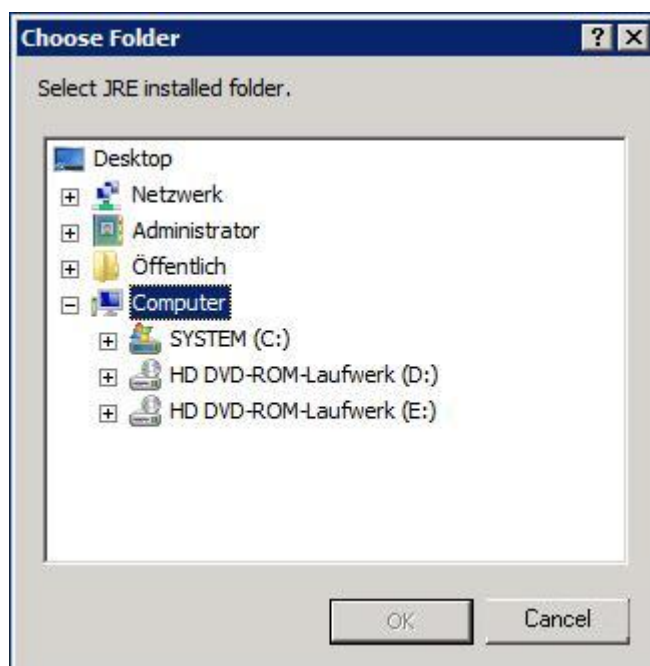 Choose Folder
Select JRE installed folder.
Desktop
Netzwerk
Administrator
Öffentlich
Computer
SYSTEM (C:)
HD DVD-ROM-Laufwerk (D:)
HD DVD-ROM-Laufwerk (E:)
OK
Cancel